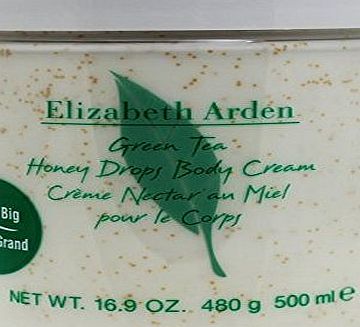 Elizabeth Arden
Green Tea
Honey Drops Body Cream
Crème Nectar au Miel
pour le Corps
Big
Grand
NET WT. 16.9 OZ. 480 g 500 ml e